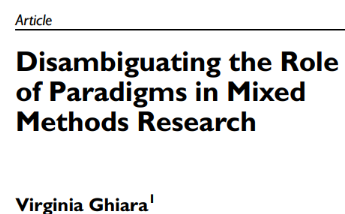 Article
Disambiguating the Role
of Paradigms in Mixed
Methods Research
Virginia Ghiara1